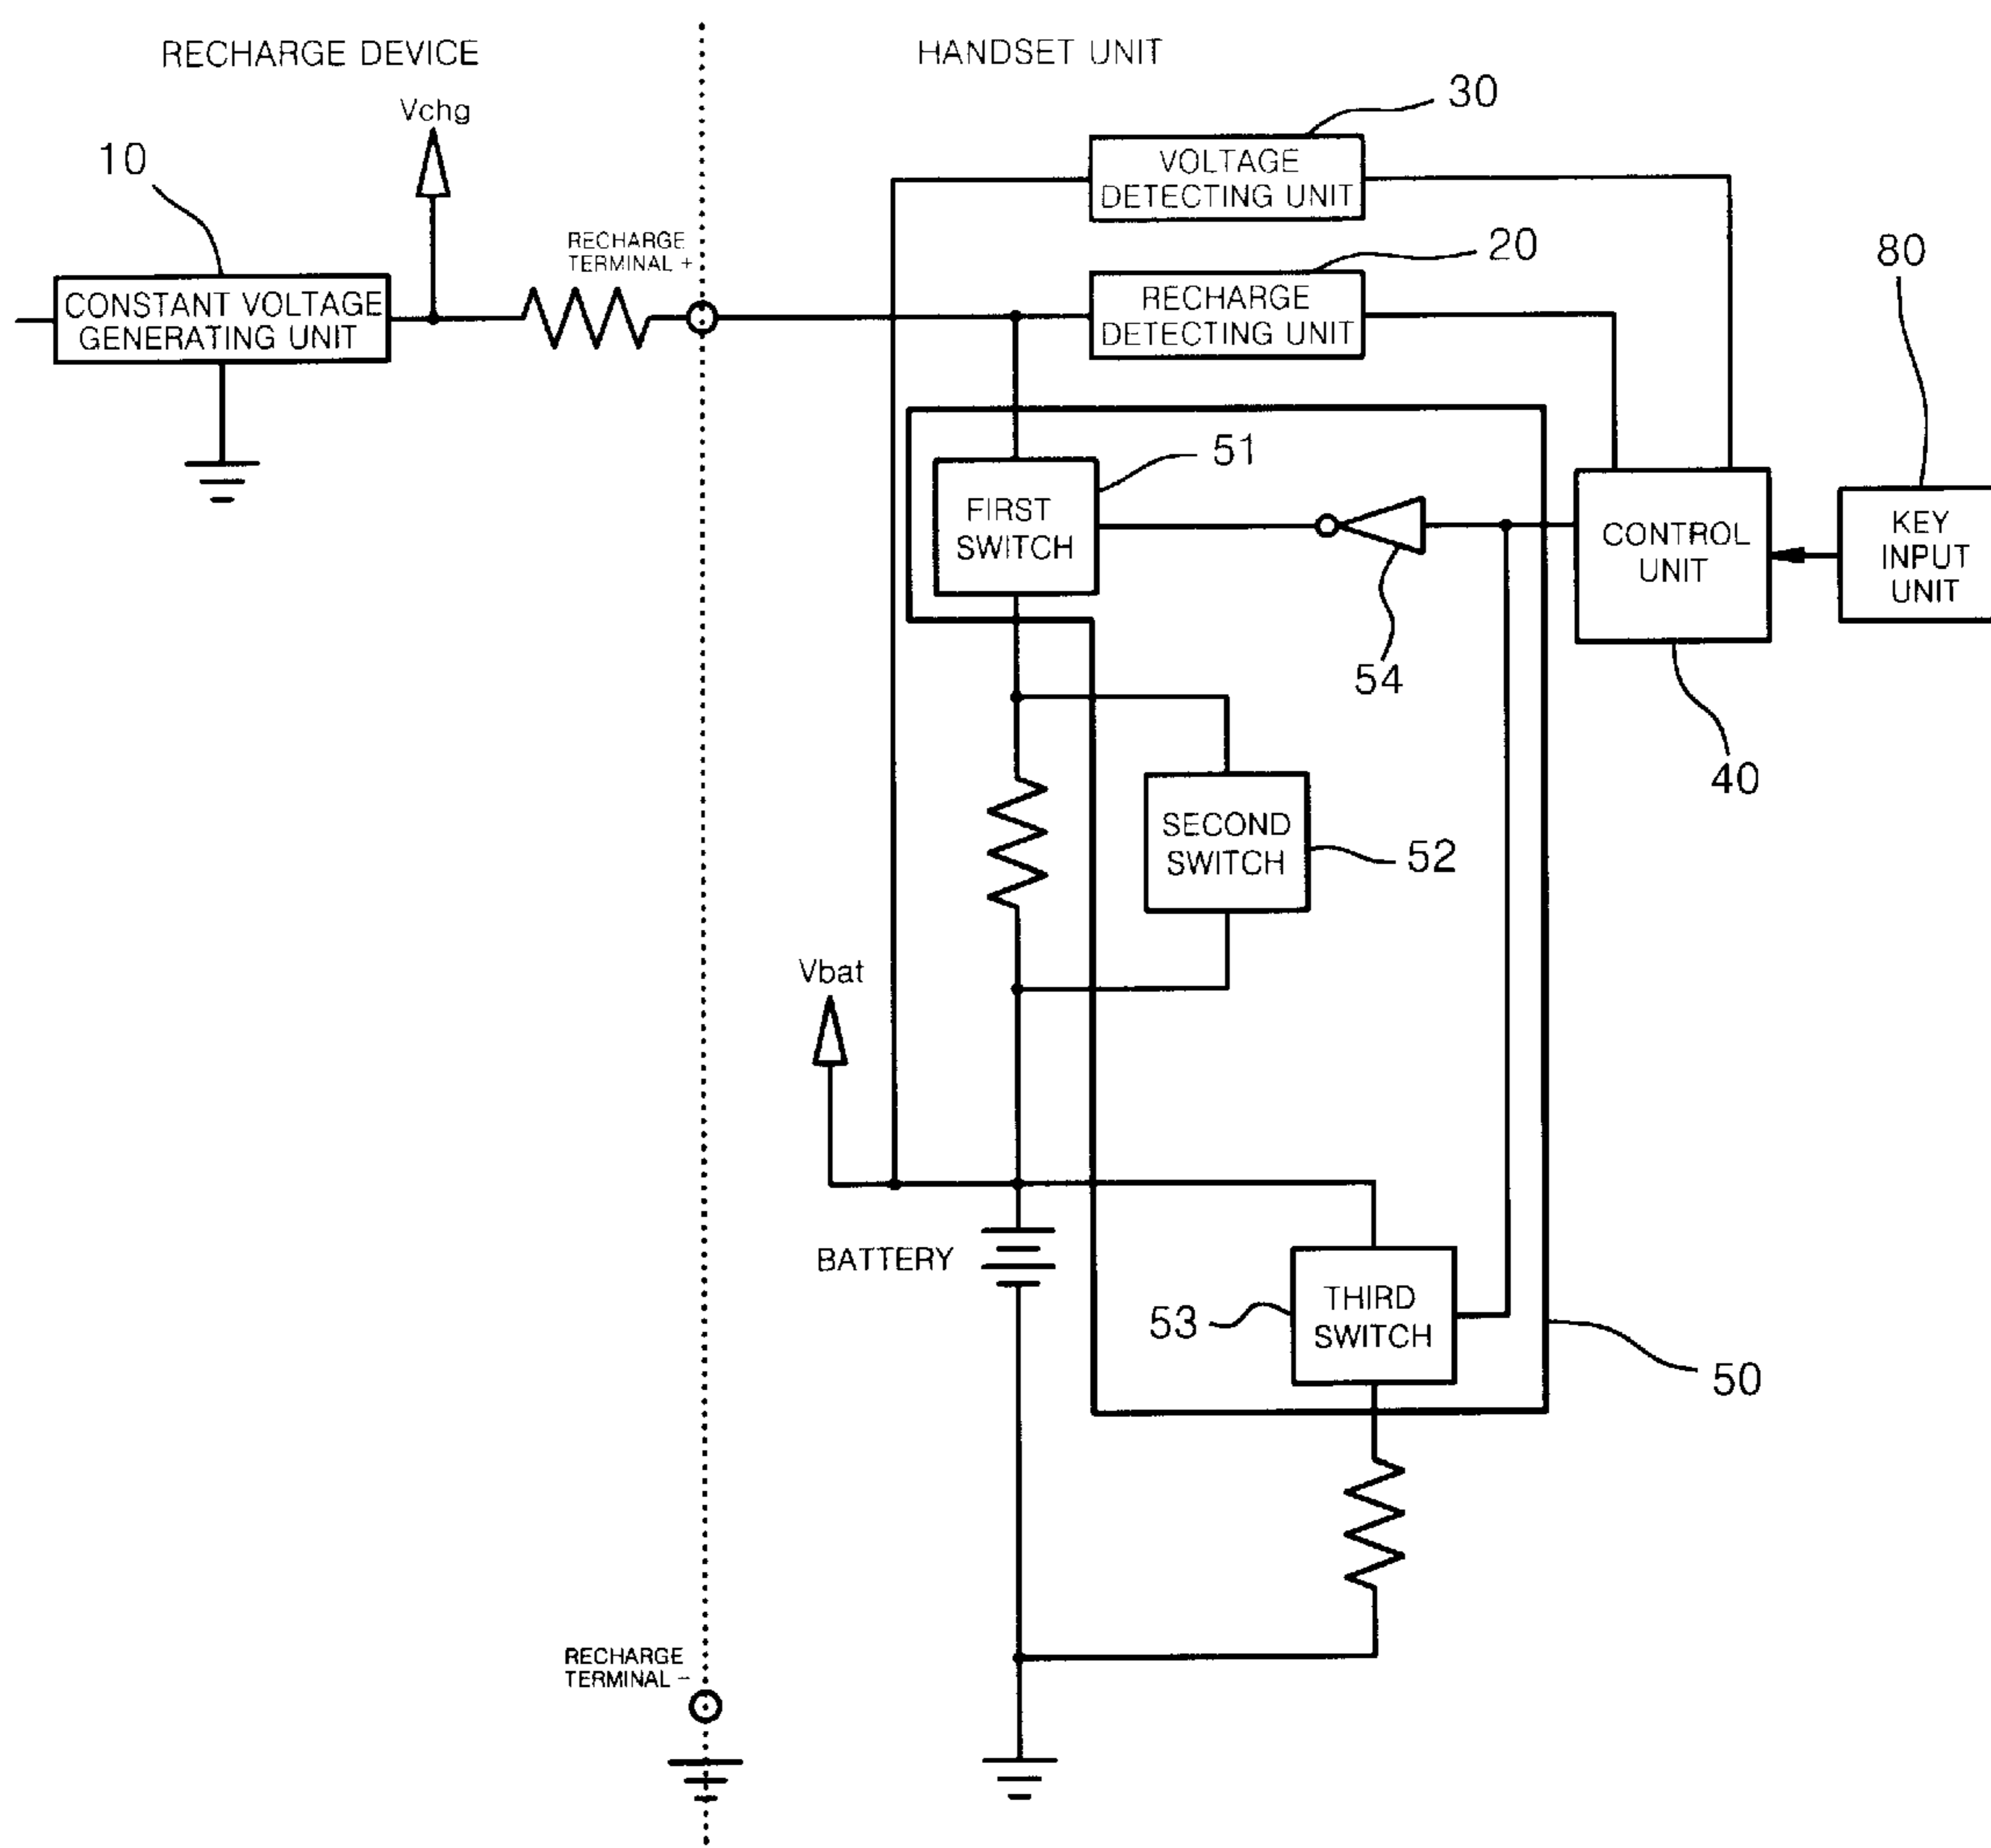 RECHARGE DEVICE
HANDSET UNIT
Vchg
30
10
VOLTAGE
DETECTING UNIT
RECHARGE
TERMINAL +
20
80
CONSTANT VOLTAGE
GENERATING UNIT
RECHARGE
DETECTING UNIT
51
FIRST
SWITCH
CONTROL
UNIT
KEY
INPUT
UNIT
54
40
SECOND
SWITCH
52
Vbat
BATTERY
THIRD
SWITCH
53
50
RECHARGE
TERMINAL -